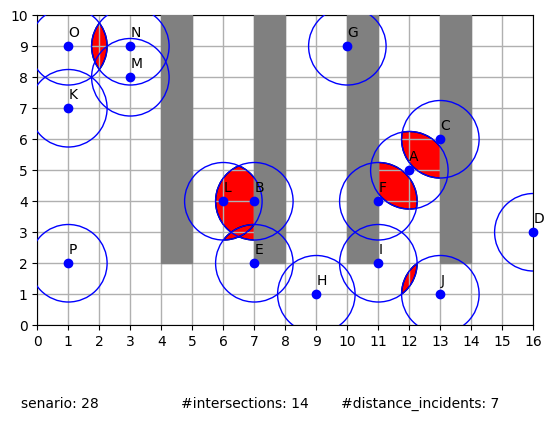 10
9
8
7
6
5
4
3
2
1
0
O
N
G
M
K
C
A
L
B
F
D
P
E
I
H
J
0 1 2 3 4 5 6 7 8 9 10 11 12 13 14 15 16
senario: 28 #intersections: 14 #distance_incidents: 7